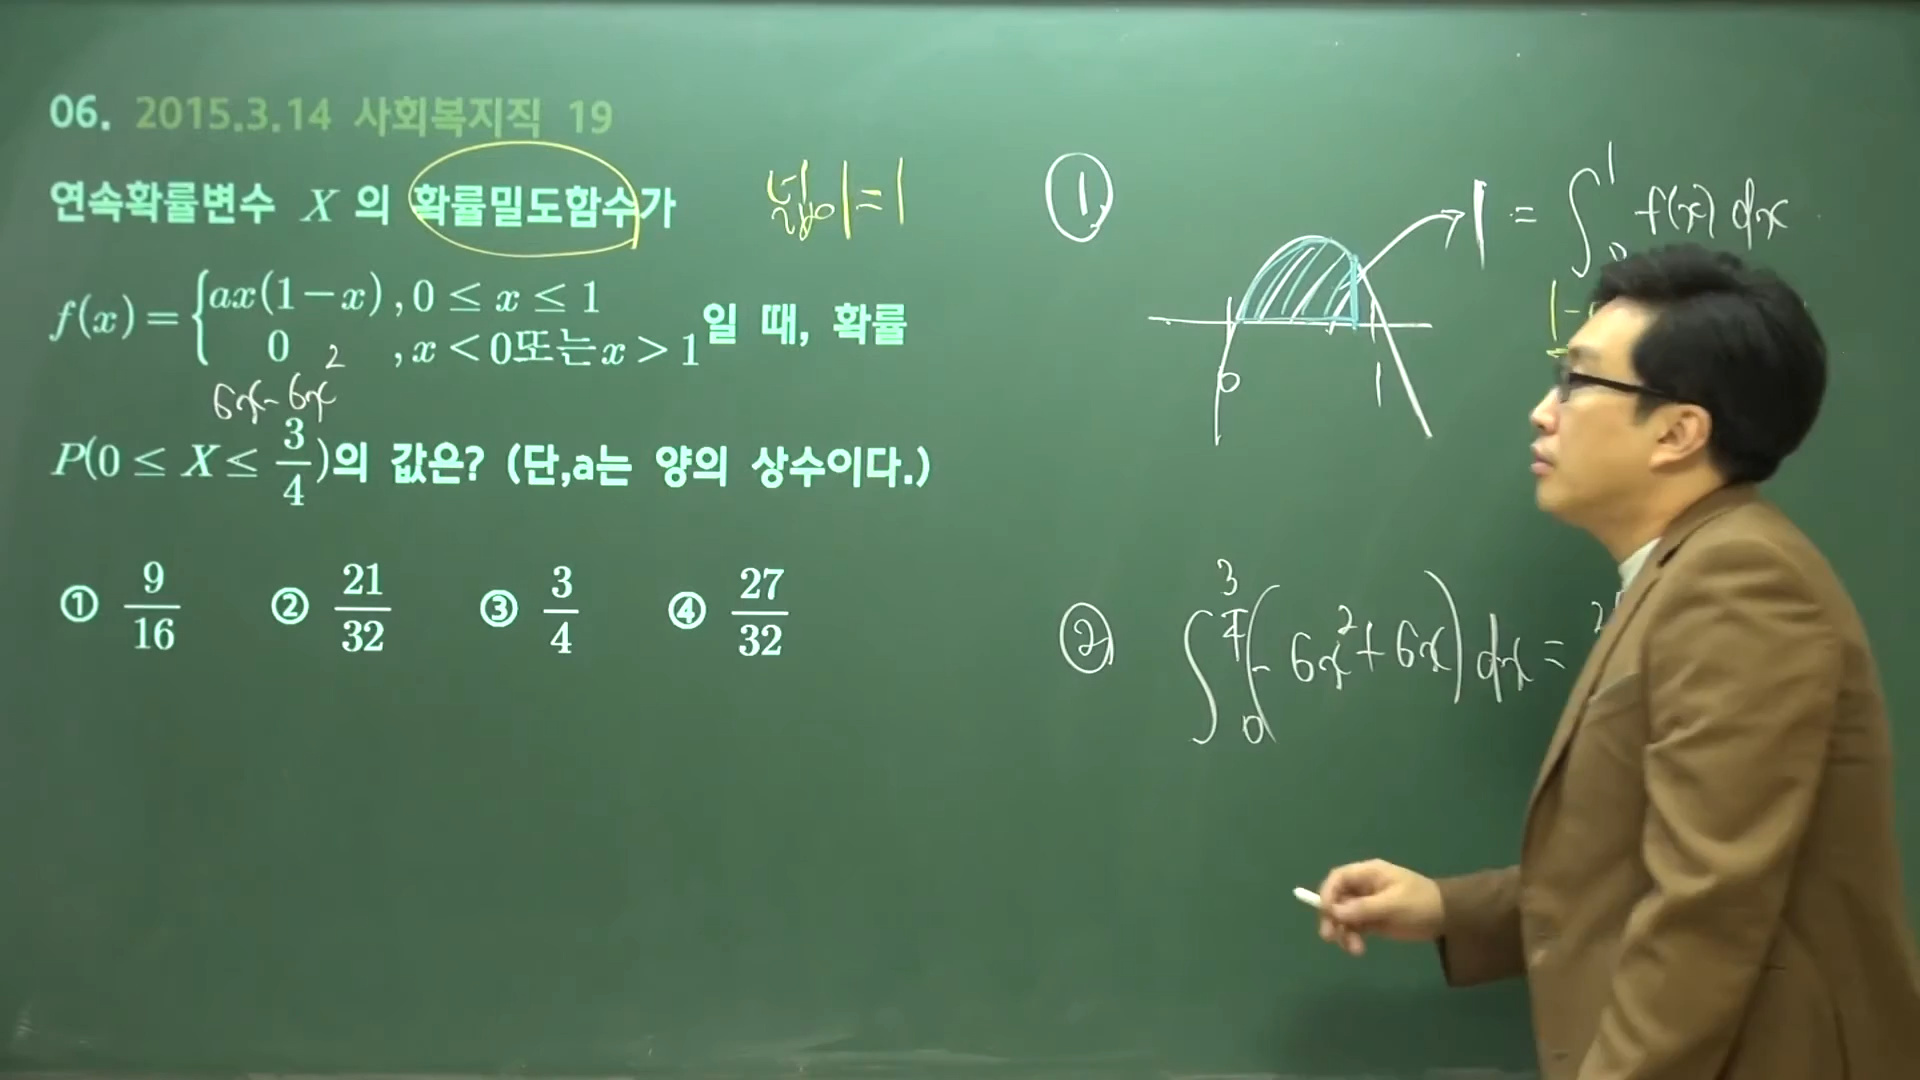 06. 2015.3.14 사회복지직 19
연속확률변수 X 의 확률밀도함수가
f(x) = { ax(1-x) , 0 ≤ x ≤ 1
0 , x < 0또는 x > 1 일 때, 확률
6x - 6x²
P(0 ≤ X ≤ 3/4)의 값은? (단,a는 양의 상수이다.)
① 9/16 ② 21/32 ③ 3/4 ④ 27/32
넓이 = 1
①
1 = ∫₀¹ f(x) dx
0 1
② ∫₀^(3/4) (-6x² + 6x) dx =